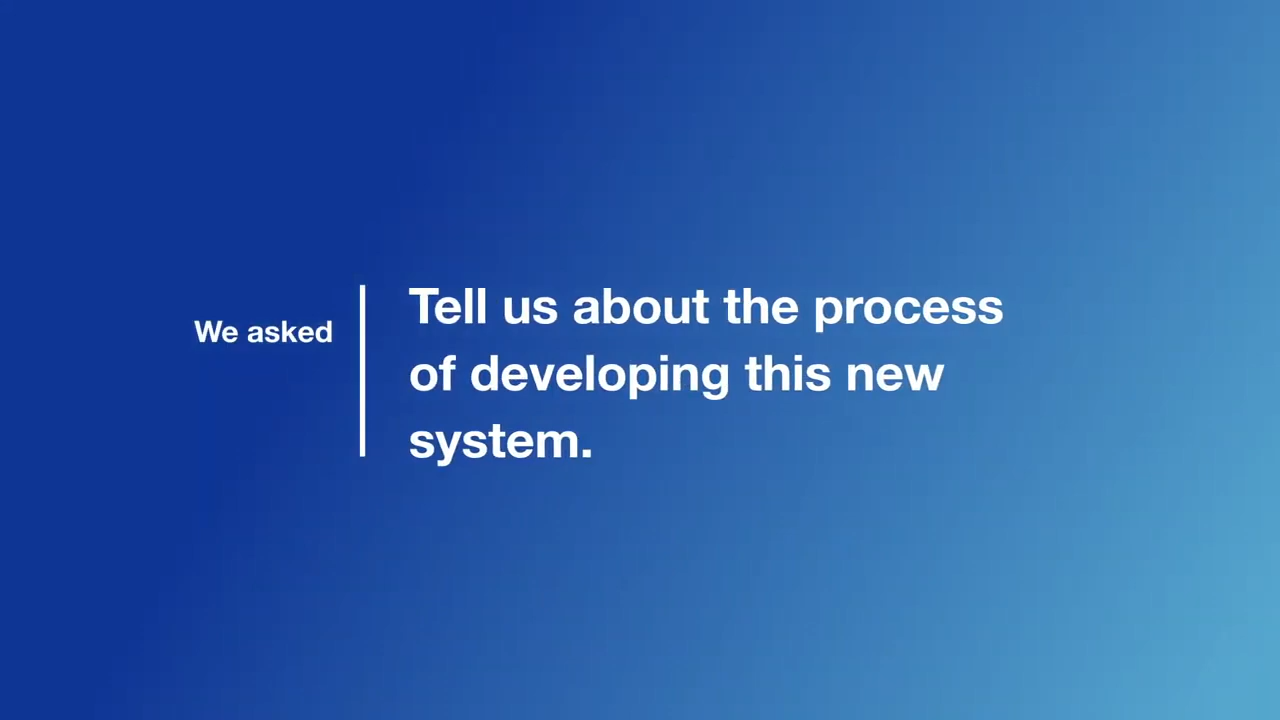 We asked
Tell us about the process
of developing this new
system.